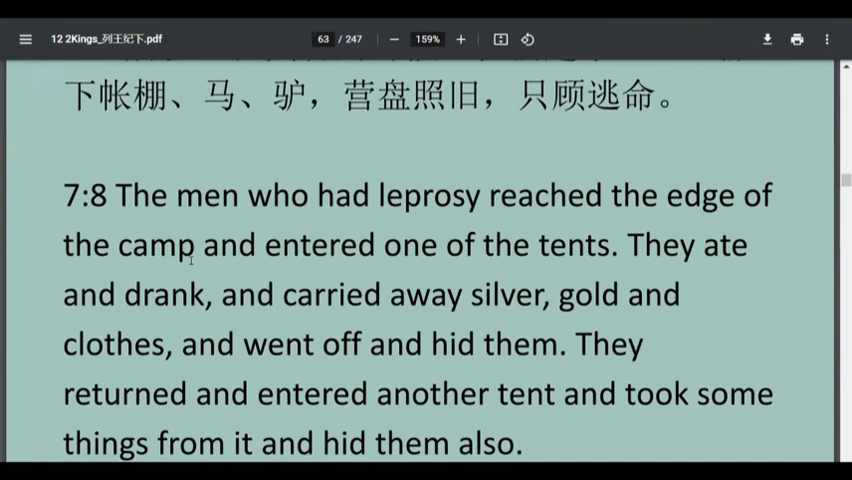 12 2Kings_列王纪下.pdf
63 / 247
159%
下帐棚、马、驴，营盘照旧，只顾逃命。
7:8 The men who had leprosy reached the edge of
the camp and entered one of the tents. They ate
and drank, and carried away silver, gold and
clothes, and went off and hid them. They
returned and entered another tent and took some
things from it and hid them also.